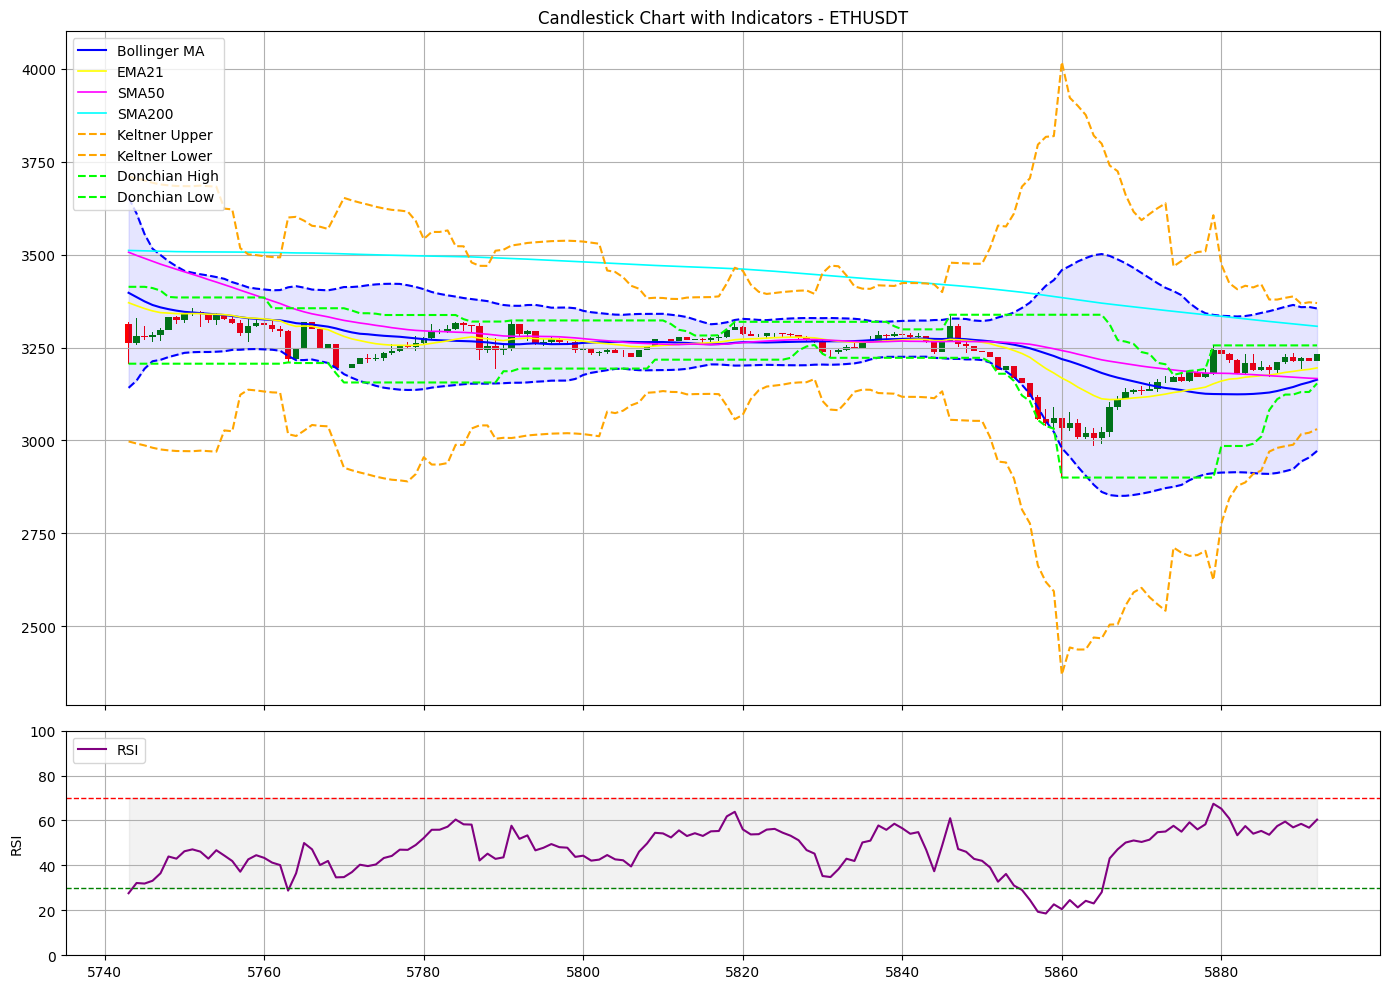 Candlestick Chart with Indicators - ETHUSDT
Bollinger MA
EMA21
SMA50
SMA200
Keltner Upper
Keltner Lower
Donchian High
Donchian Low
4000
3750
3500
3250
3000
2750
2500
RSI
RSI
100
80
60
40
20
0
5740 5760 5780 5800 5820 5840 5860 5880